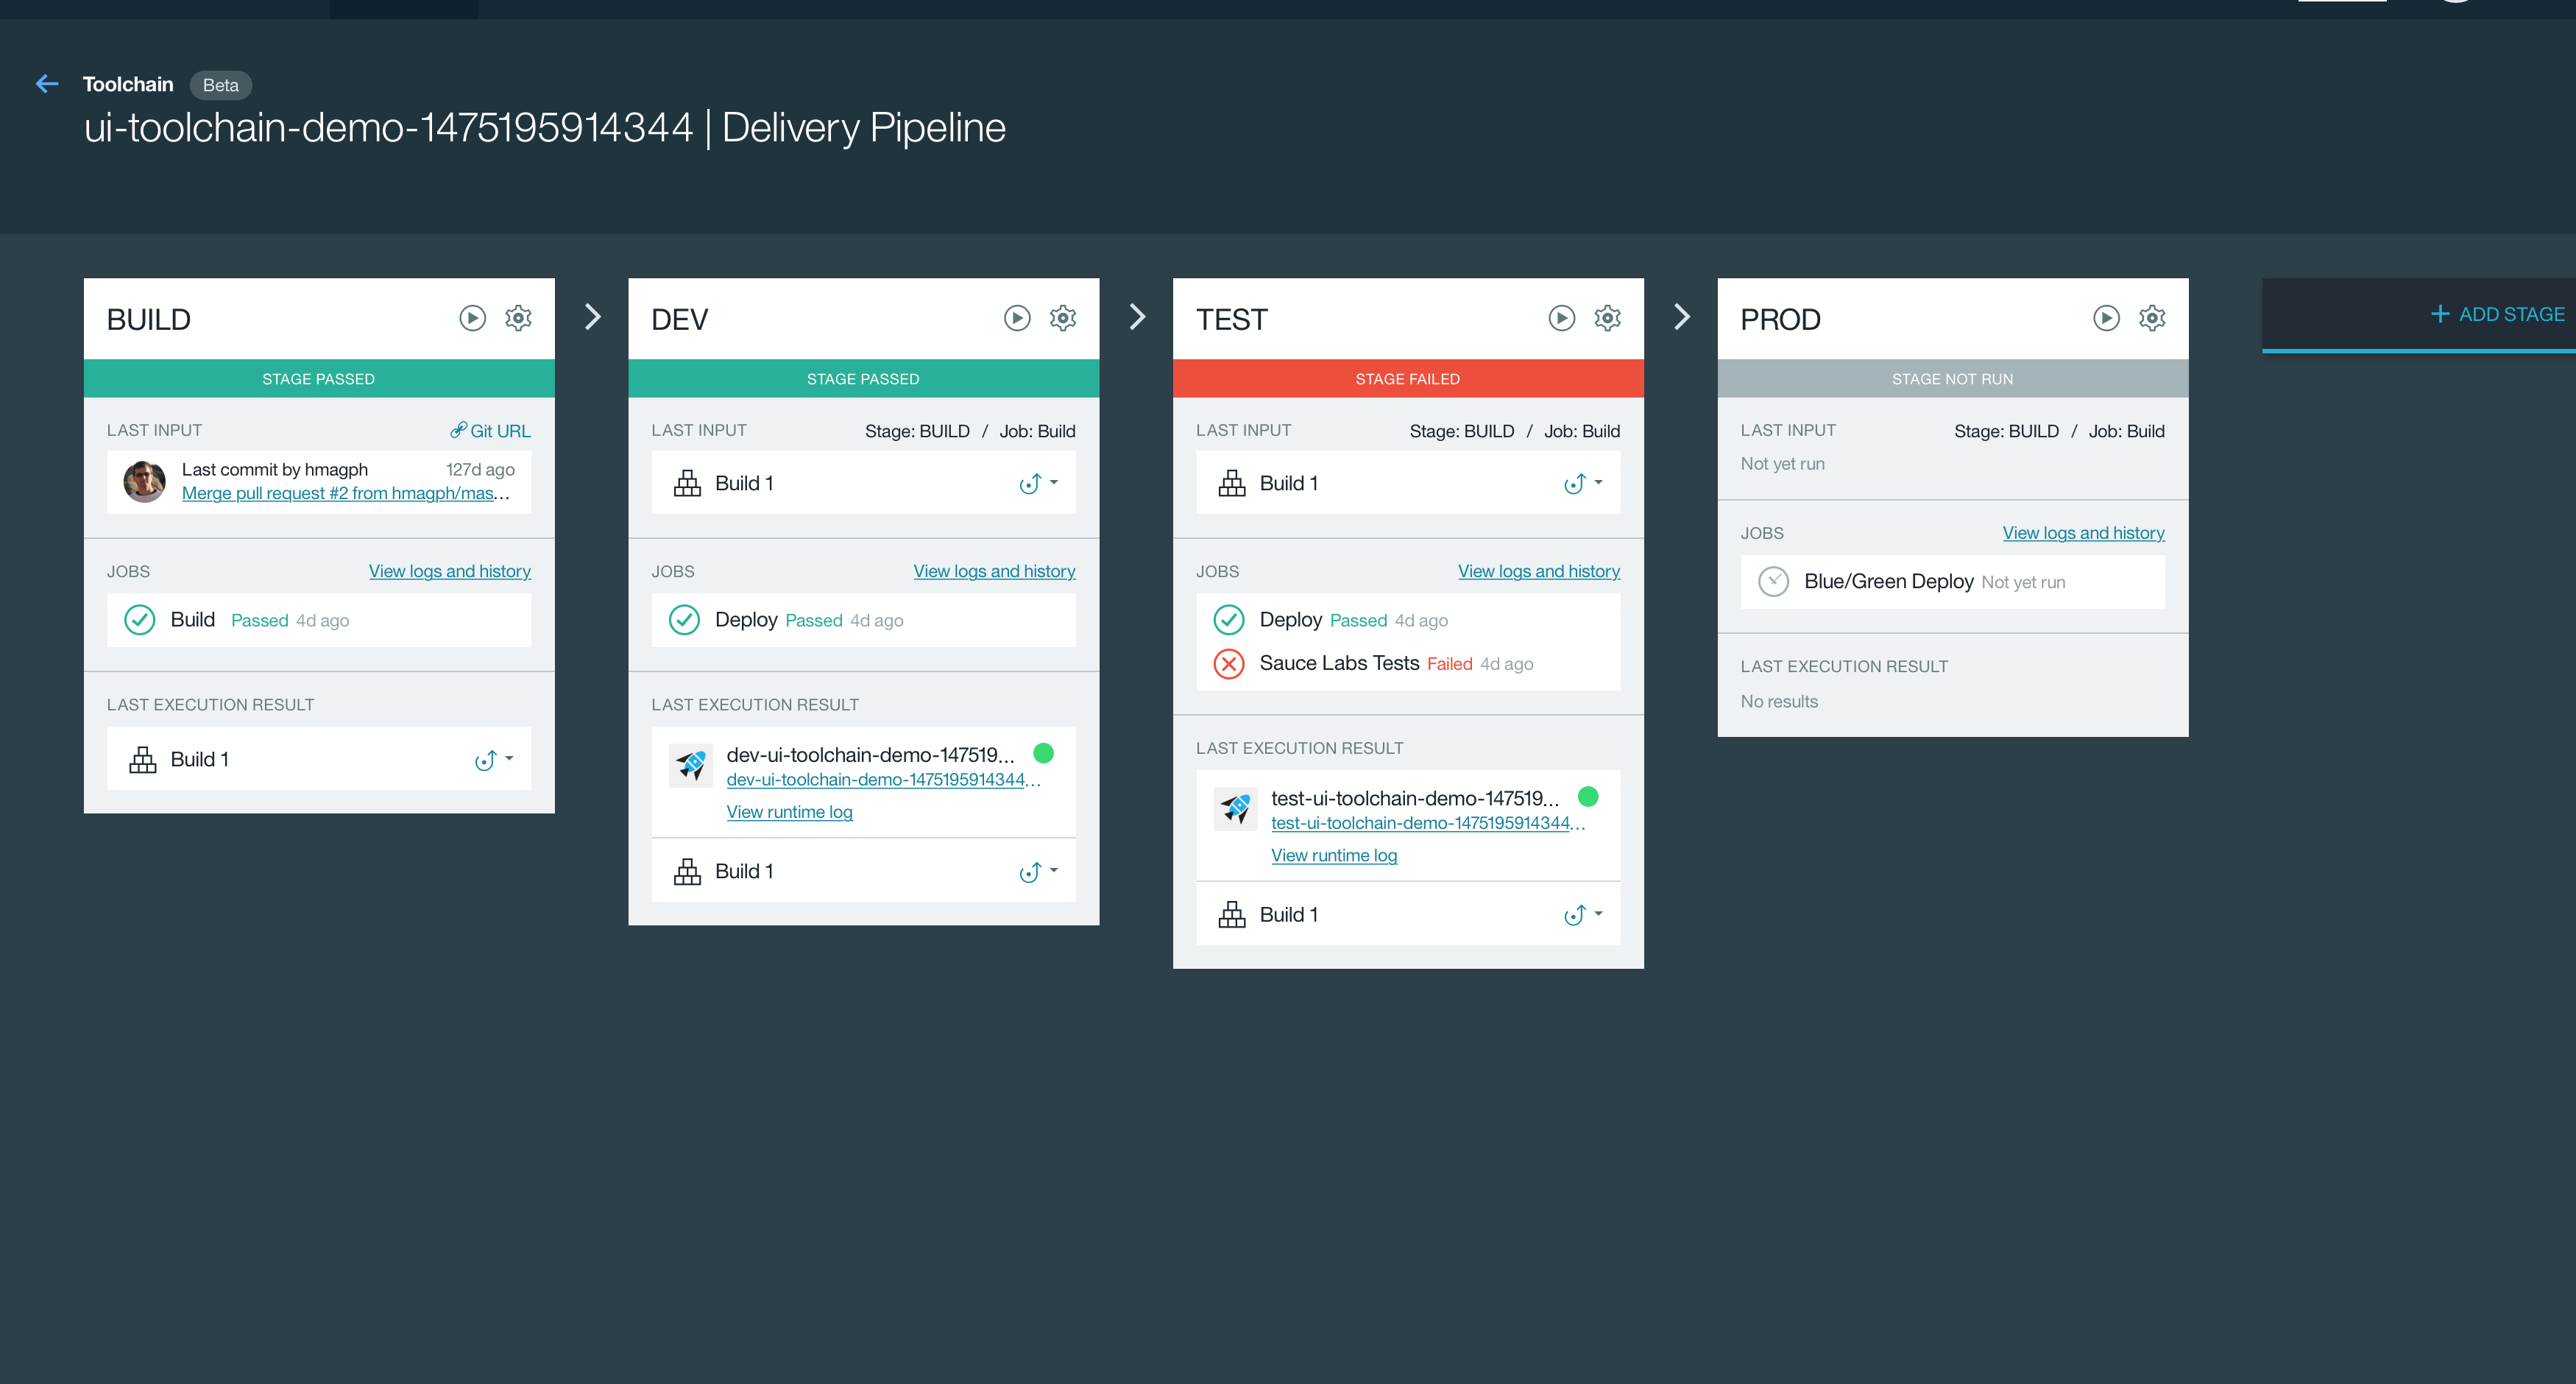 Toolchain Beta
ui-toolchain-demo-1475195914344 | Delivery Pipeline
BUILD
STAGE PASSED
LAST INPUT Git URL
Last commit by hmagph 127d ago
Merge pull request #2 from hmagph/mas...
JOBS View logs and history
Build Passed 4d ago
LAST EXECUTION RESULT
Build 1
DEV
STAGE PASSED
LAST INPUT Stage: BUILD / Job: Build
Build 1
JOBS View logs and history
Deploy Passed 4d ago
LAST EXECUTION RESULT
dev-ui-toolchain-demo-147519...
dev-ui-toolchain-demo-1475195914344...
View runtime log
Build 1
TEST
STAGE FAILED
LAST INPUT Stage: BUILD / Job: Build
Build 1
JOBS View logs and history
Deploy Passed 4d ago
Sauce Labs Tests Failed 4d ago
LAST EXECUTION RESULT
test-ui-toolchain-demo-147519...
test-ui-toolchain-demo-1475195914344...
View runtime log
Build 1
PROD
STAGE NOT RUN
LAST INPUT Stage: BUILD / Job: Build
Not yet run
JOBS View logs and history
Blue/Green Deploy Not yet run
LAST EXECUTION RESULT
No results
+ ADD STAGE